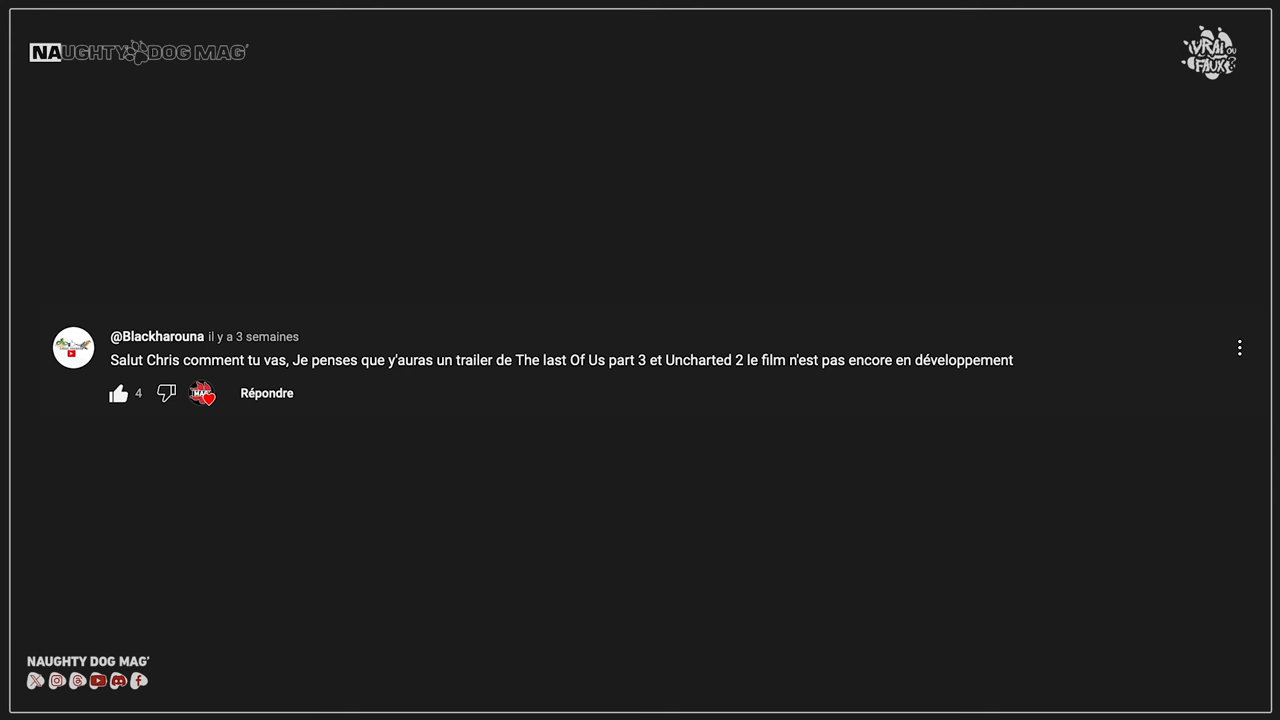 NAUGHTY DOG MAG'
VRAI OU FAUX?
@Blackharouna il y a 3 semaines
Salut Chris comment tu vas, Je penses que y'auras un trailer de The last Of Us part 3 et Uncharted 2 le film n'est pas encore en développement
4 Répondre
NAUGHTY DOG MAG'